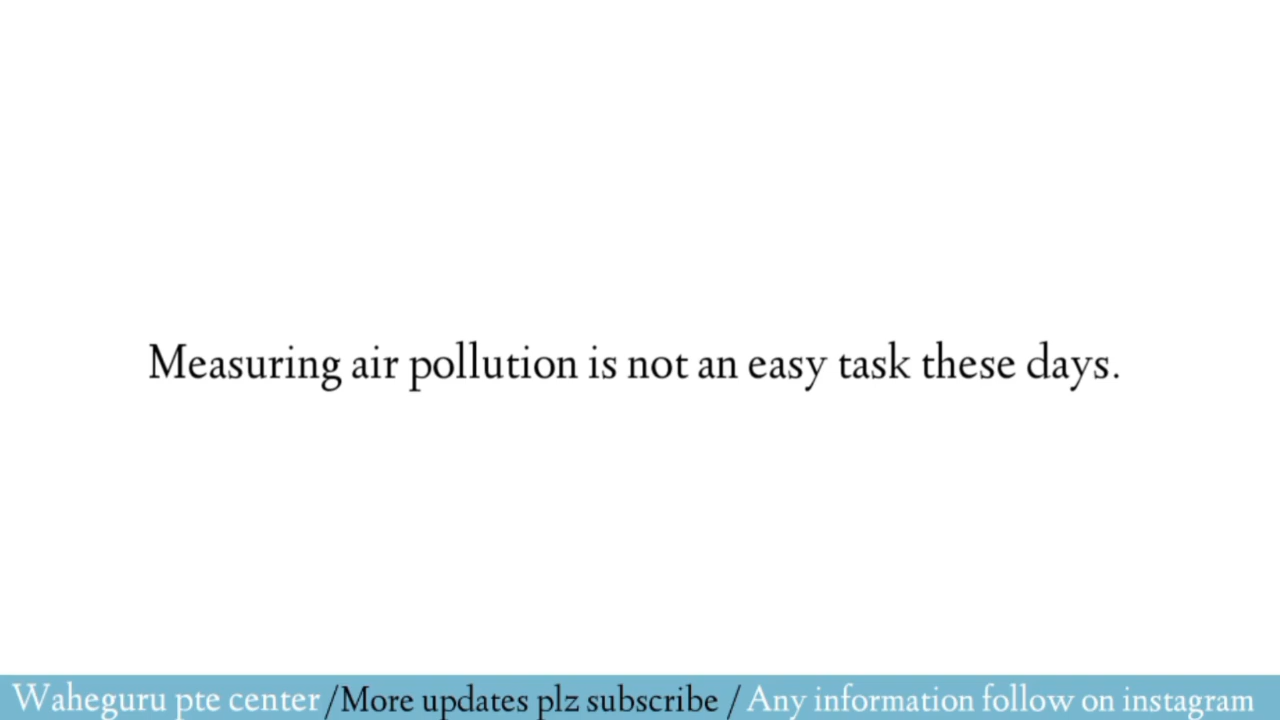 Measuring air pollution is not an easy task these days.
Waheguru pte center /More updates plz subscribe / Any information follow on instagram